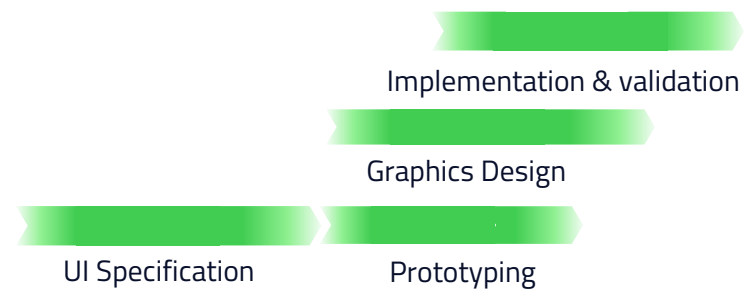 Implementation & validation
Graphics Design
UI Specification
Prototyping